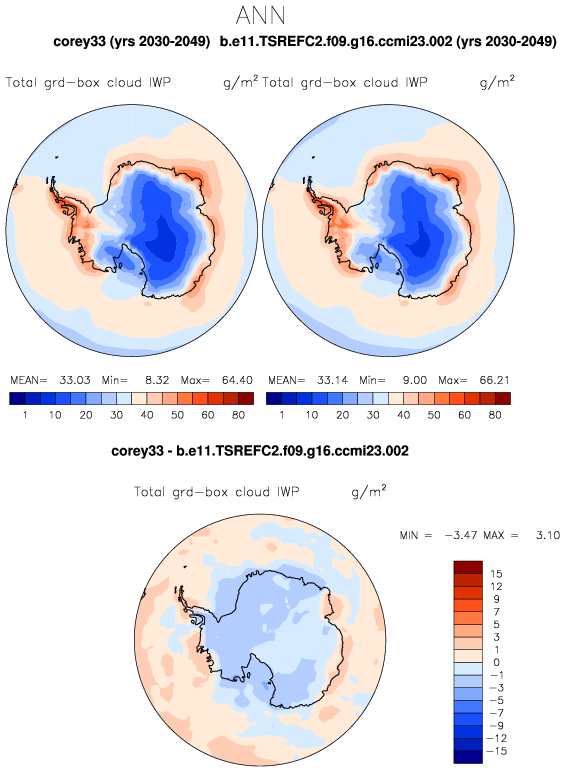 ANN
corey33 (yrs 2030-2049) b.e11.TSREFC2.f09.g16.ccmi23.002 (yrs 2030-2049)
Total grd-box cloud IWP g/m² Total grd-box cloud IWP g/m²
MEAN= 33.03 Min= 8.32 Max= 64.40 MEAN= 33.14 Min= 9.00 Max= 66.21
1 10 20 30 40 50 60 80 1 10 20 30 40 50 60 80
corey33 - b.e11.TSREFC2.f09.g16.ccmi23.002
Total grd-box cloud IWP g/m²
MIN = -3.47 MAX = 3.10
15
12
9
7
5
3
1
0
-1
-3
-5
-7
-9
-12
-15